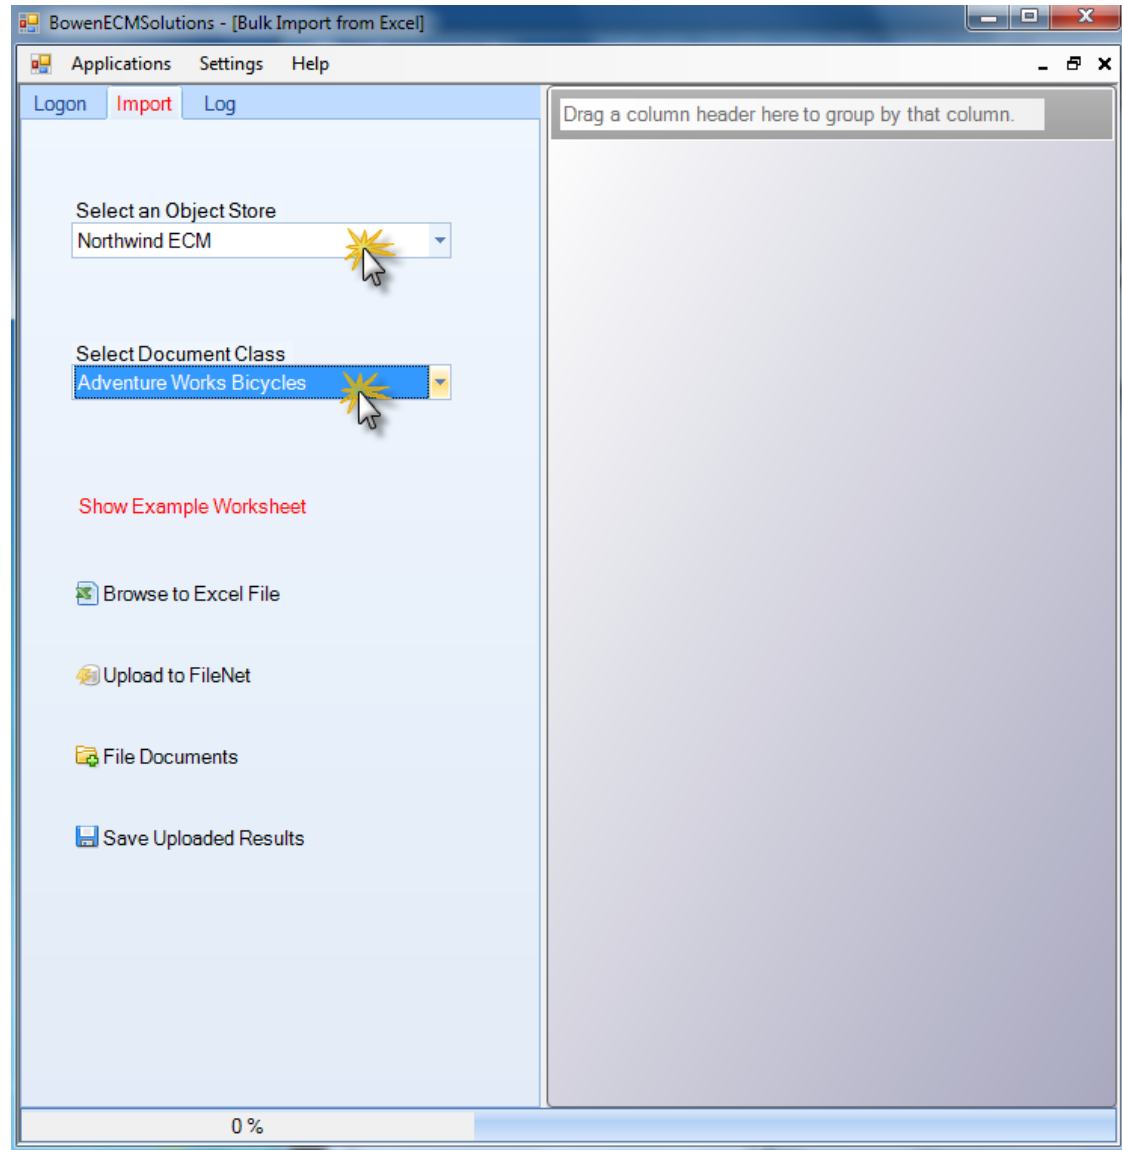 BowenECMSolutions - [Bulk Import from Excel]
Applications Settings Help
Logon Import Log
Drag a column header here to group by that column.
Select an Object Store
Northwind ECM
Select Document Class
Adventure Works Bicycles
Show Example Worksheet
Browse to Excel File
Upload to FileNet
File Documents
Save Uploaded Results
0 %